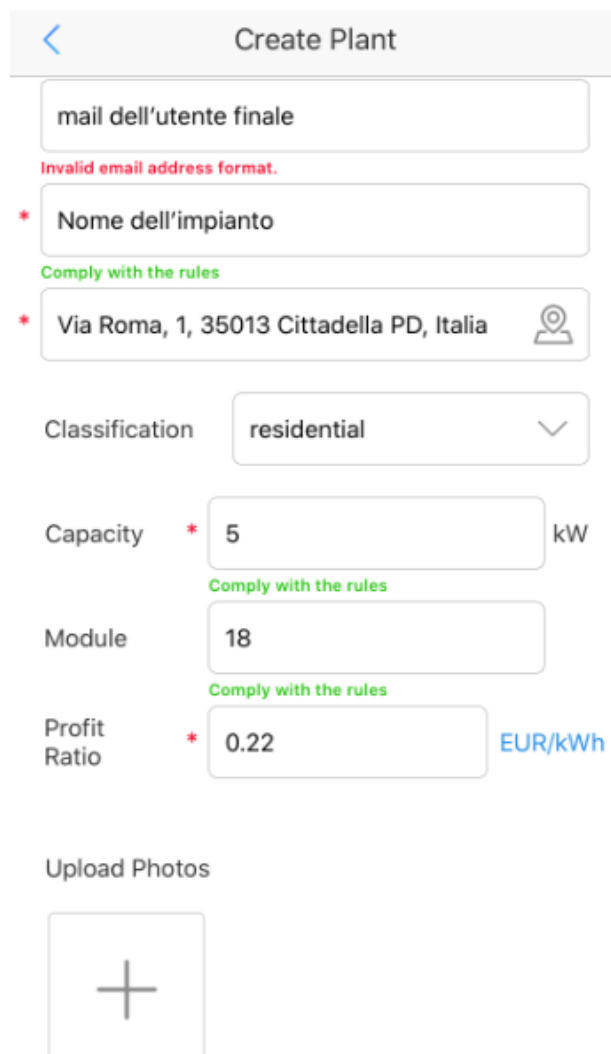 Create Plant
mail dell'utente finale
Invalid email address format.
* Nome dell'impianto
Comply with the rules
* Via Roma, 1, 35013 Cittadella PD, Italia
Classification residential
Capacity * 5 kW
Comply with the rules
Module 18
Comply with the rules
Profit
Ratio * 0.22 EUR/kWh
Upload Photos